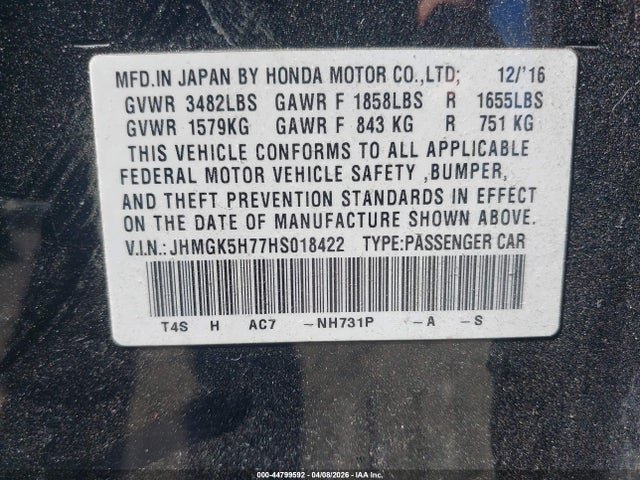 MFD.IN JAPAN BY HONDA MOTOR CO.,LTD; 12/'16
GVWR 3482LBS GAWR F 1858LBS R 1655LBS
GVWR 1579KG GAWR F 843 KG R 751 KG
THIS VEHICLE CONFORMS TO ALL APPLICABLE
FEDERAL MOTOR VEHICLE SAFETY ,BUMPER,
AND THEFT PREVENTION STANDARDS IN EFFECT
ON THE DATE OF MANUFACTURE SHOWN ABOVE.
V.I.N.: JHMGK5H77HS018422 TYPE:PASSENGER CAR
T4S H AC7 -NH731P -A -S
000-44799592 04/08/2026 - IAA Inc.